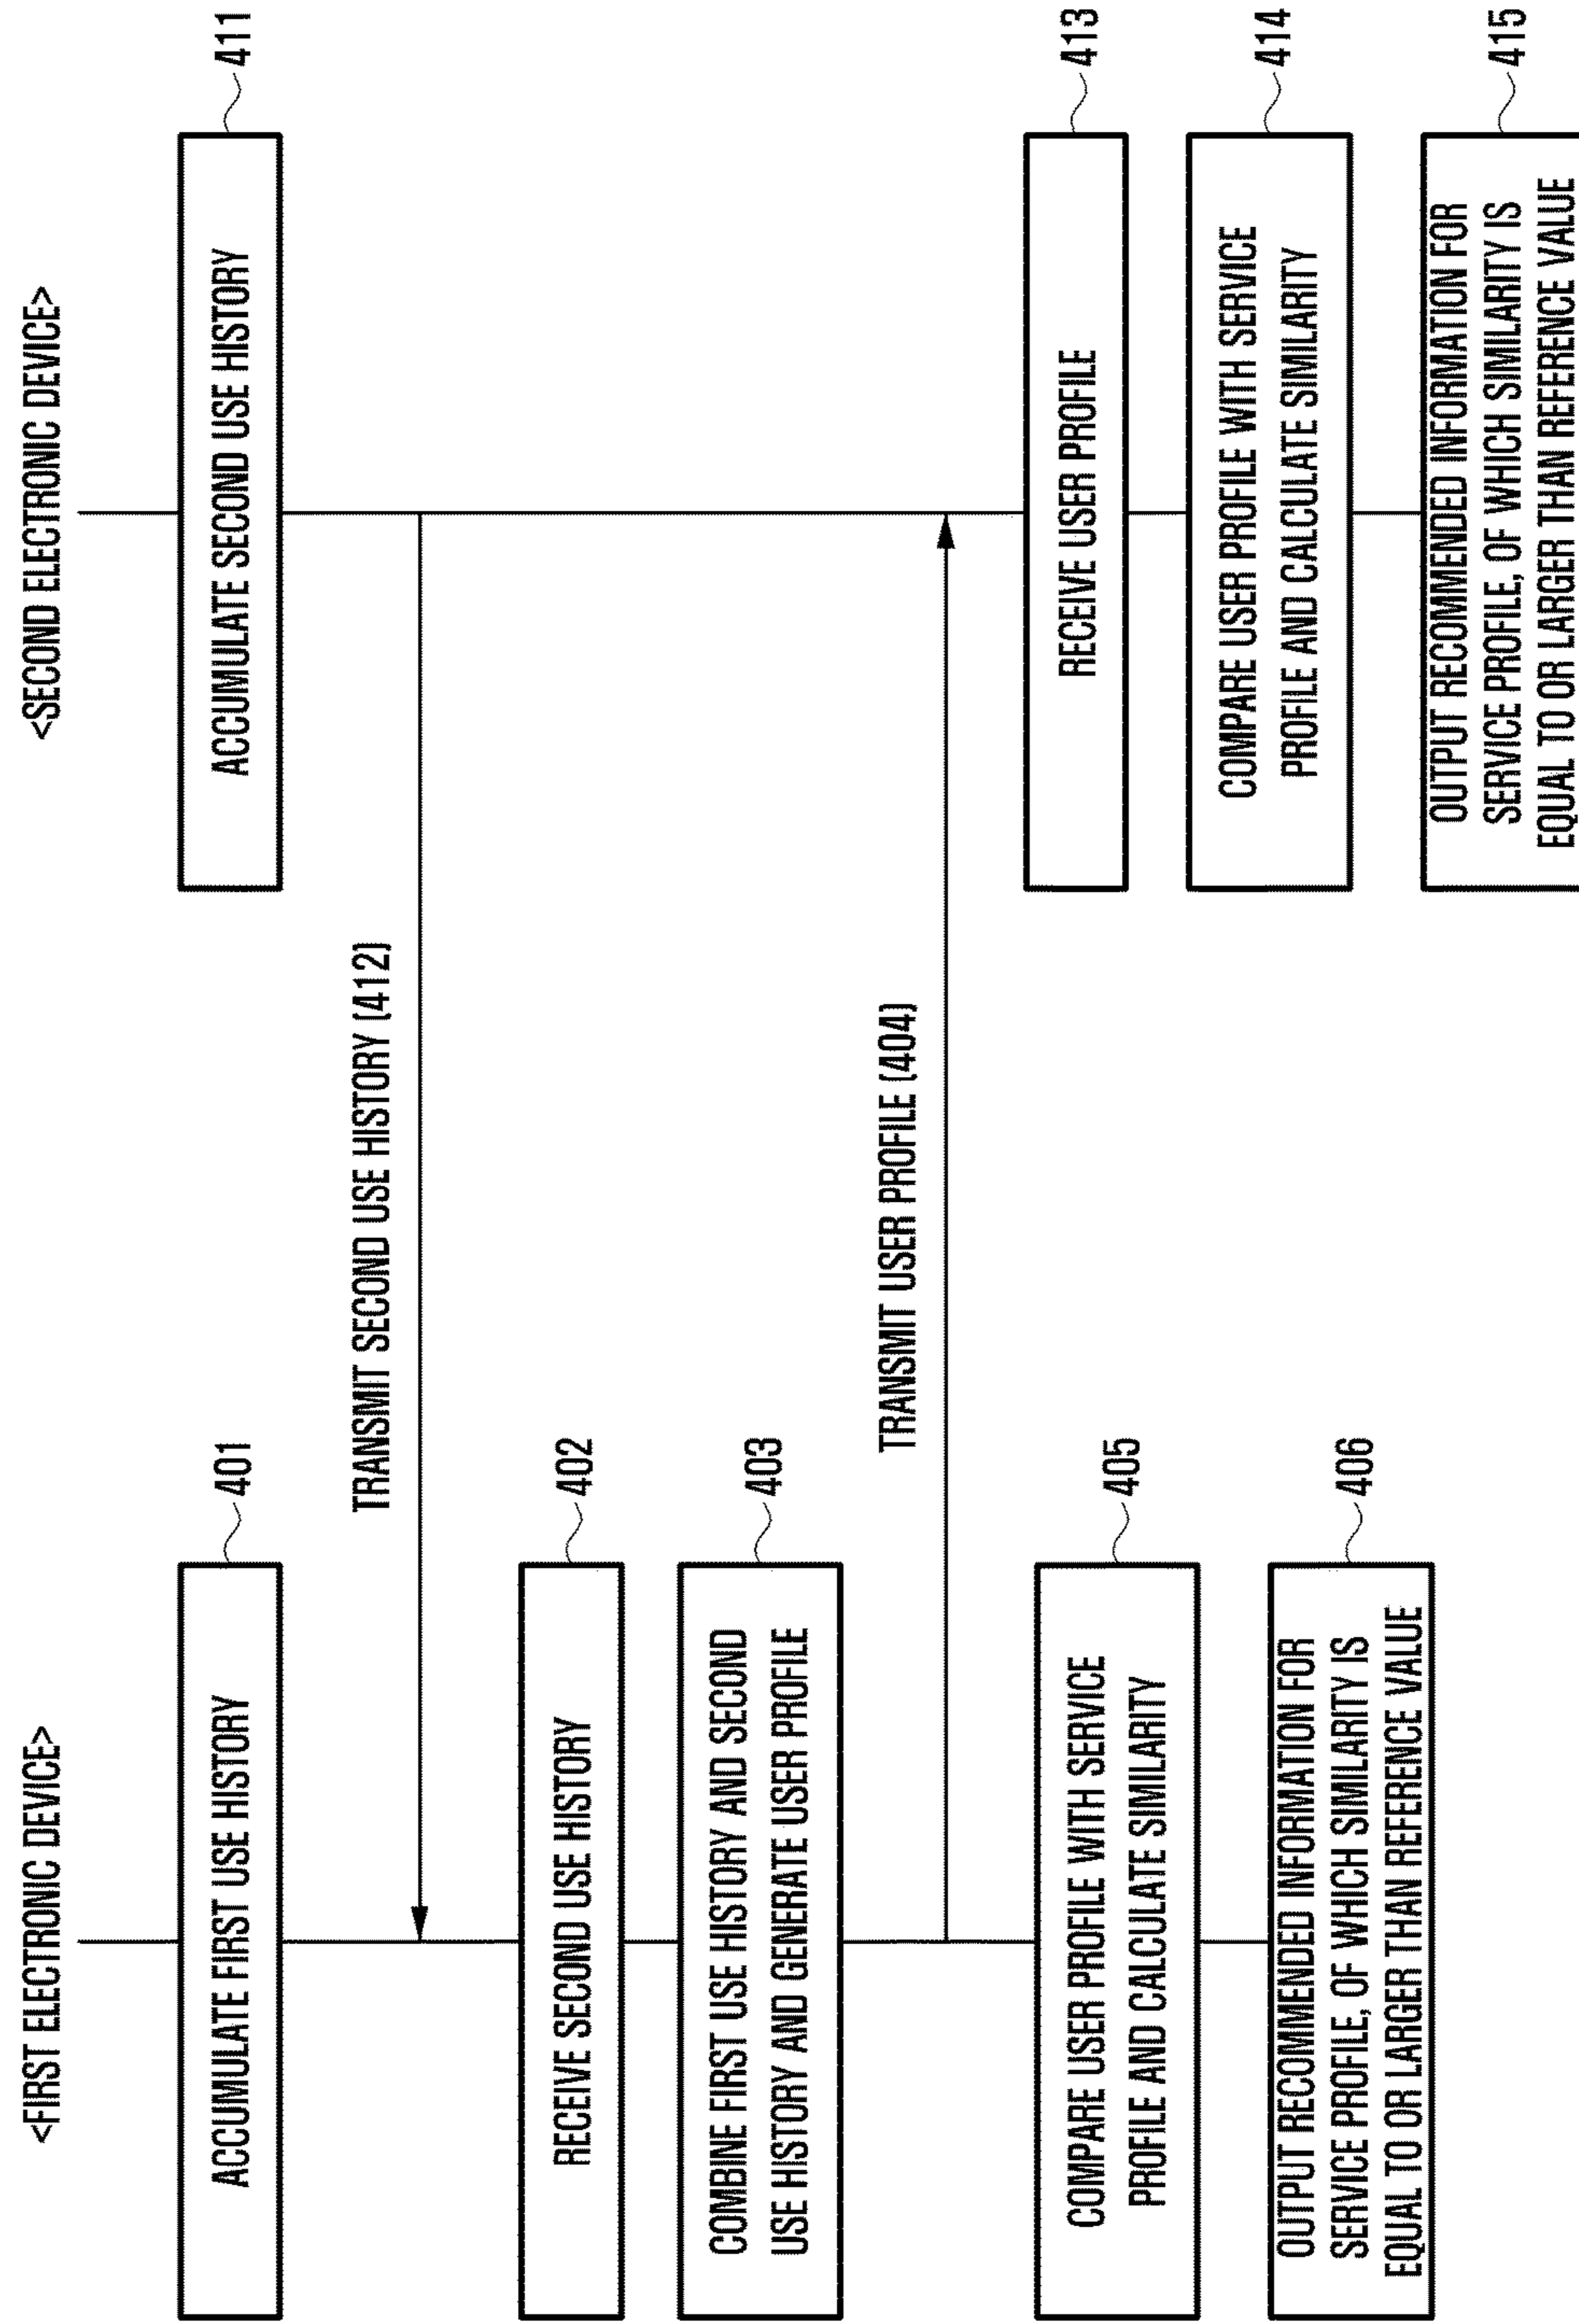 <FIRST ELECTRONIC DEVICE>
<SECOND ELECTRONIC DEVICE>
ACCUMULATE FIRST USE HISTORY
401
ACCUMULATE SECOND USE HISTORY
411
TRANSMIT SECOND USE HISTORY (412)
RECEIVE SECOND USE HISTORY
402
COMBINE FIRST USE HISTORY AND SECOND
USE HISTORY AND GENERATE USER PROFILE
403
TRANSMIT USER PROFILE (404)
COMPARE USER PROFILE WITH SERVICE
PROFILE AND CALCULATE SIMILARITY
405
RECEIVE USER PROFILE
413
OUTPUT RECOMMENDED INFORMATION FOR
SERVICE PROFILE, OF WHICH SIMILARITY IS
EQUAL TO OR LARGER THAN REFERENCE VALUE
406
COMPARE USER PROFILE WITH SERVICE
PROFILE AND CALCULATE SIMILARITY
414
OUTPUT RECOMMENDED INFORMATION FOR
SERVICE PROFILE, OF WHICH SIMILARITY IS
EQUAL TO OR LARGER THAN REFERENCE VALUE
415